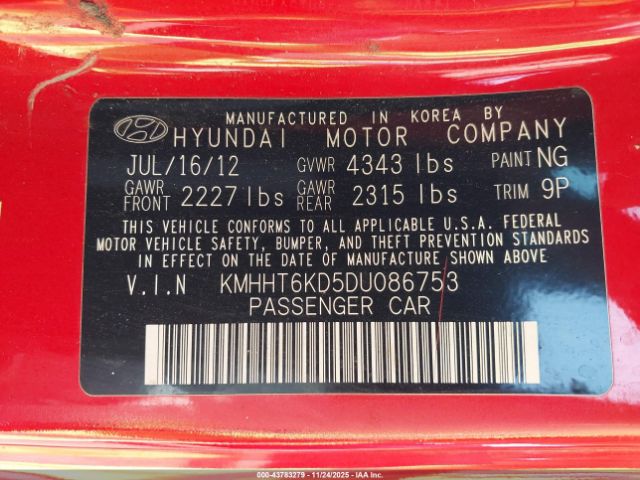 MANUFACTURED IN KOREA BY
HYUNDAI MOTOR COMPANY
JUL/16/12 GVWR 4343 lbs PAINT NG
GAWR FRONT 2227 lbs GAWR REAR 2315 lbs TRIM 9P
THIS VEHICLE CONFORMS TO ALL APPLICABLE U.S.A. FEDERAL
MOTOR VEHICLE SAFETY, BUMPER, AND THEFT PREVENTION STANDARDS
IN EFFECT ON THE DATE OF MANUFACTURE SHOWN ABOVE
V.I.N KMHHT6KD5DU086753
PASSENGER CAR
000-43783279 - 11/24/2025 - IAA Inc.